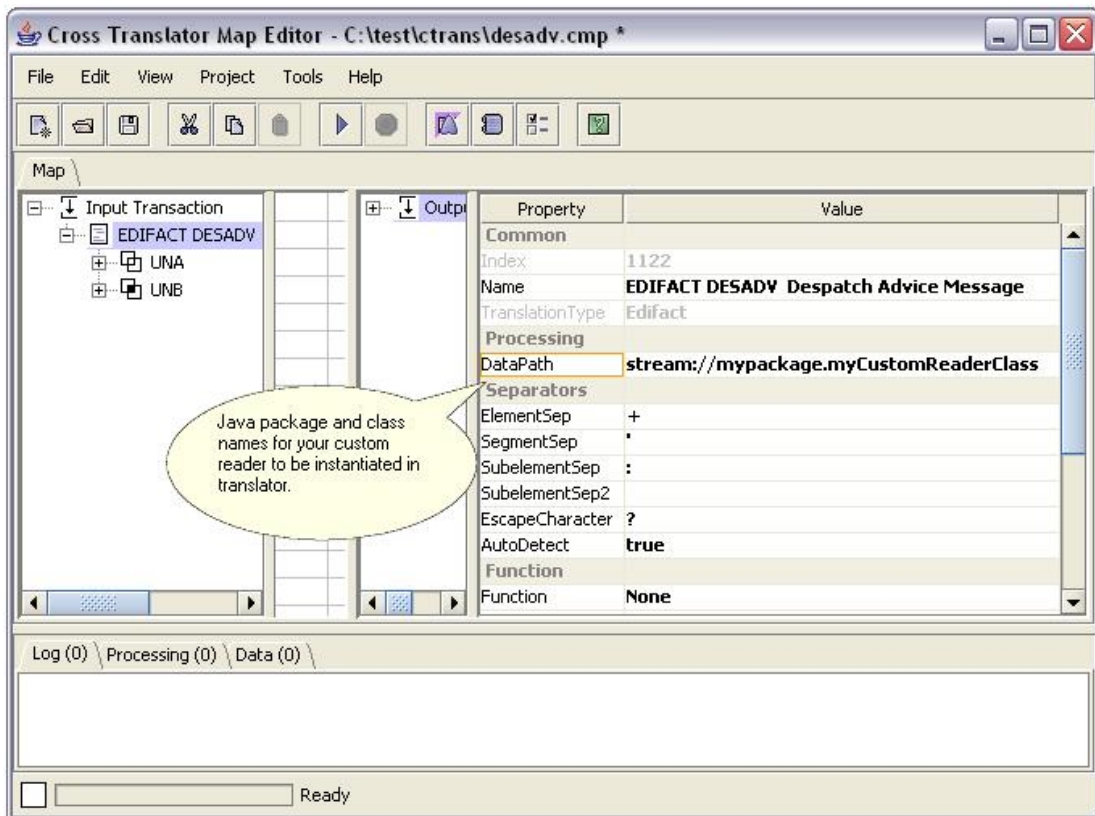 Cross Translator Map Editor - C:\test\ctrans\desadv.cmp *
File Edit View Project Tools Help
Map
Input Transaction
EDIFACT DESADV
UNA
UNB
Outpu
Property Value
Common
Index 1122
Name EDIFACT DESADV Despatch Advice Message
TranslationType Edifact
Processing
DataPath stream://mypackage.myCustomReaderClass
Separators
ElementSep +
SegmentSep '
SubelementSep :
SubelementSep2
EscapeCharacter ?
AutoDetect true
Function
Function None
Java package and class
names for your custom
reader to be instantiated in
translator.
Log (0) \ Processing (0) \ Data (0) \
Ready